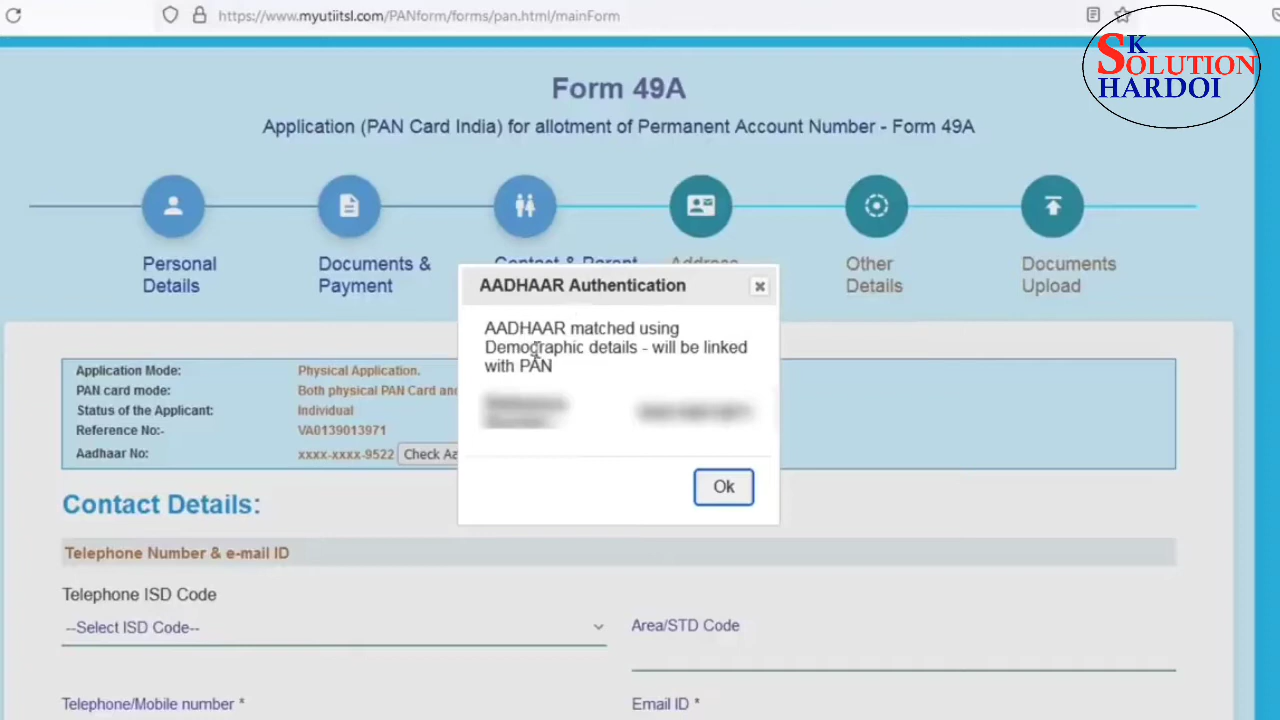 https://www.myutiitsl.com/PANform/forms/pan.html/mainForm
SK
SOLUTION
HARDOI
Form 49A
Application (PAN Card India) for allotment of Permanent Account Number - Form 49A
Personal
Details
Documents &
Payment
Contact & Parent
Address
Other
Details
Documents
Upload
AADHAAR Authentication
AADHAAR matched using
Demographic details - will be linked
with PAN
Ok
Application Mode: Physical Application.
PAN card mode: Both physical PAN Card and
Status of the Applicant: Individual
Reference No:- VA0139013971
Aadhaar No: xxxx-xxxx-9522 Check Aa
Contact Details:
Telephone Number & e-mail ID
Telephone ISD Code
--Select ISD Code--
Area/STD Code
Telephone/Mobile number *
Email ID *